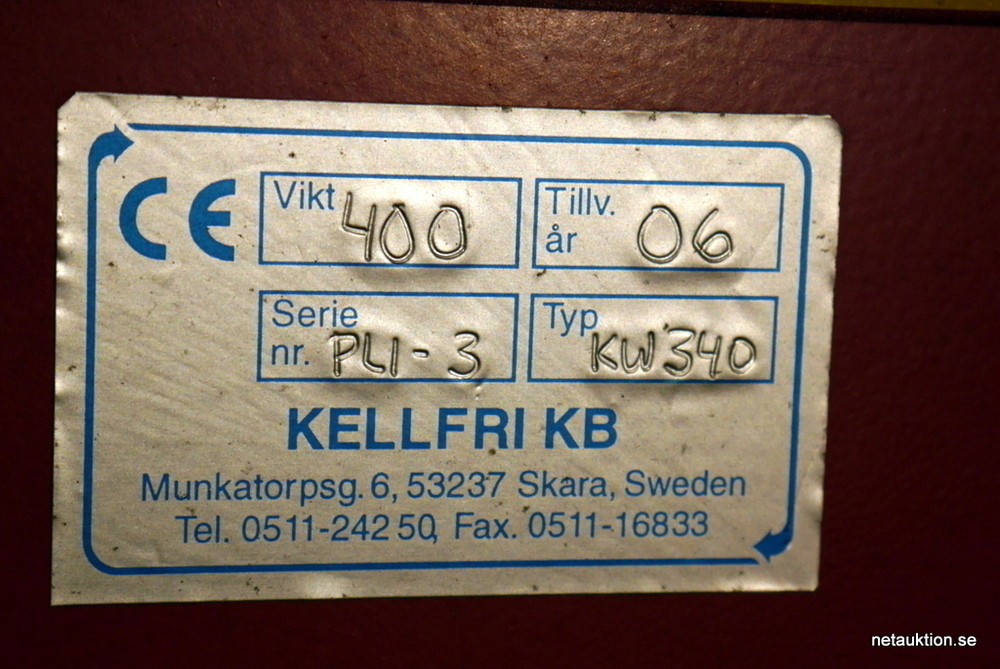 CE
Vikt 400
Tillv. år 06
Serie nr. PLI-3
Typ KW340
KELLFRI KB
Munkatorpsg. 6, 53237 Skara, Sweden
Tel. 0511-242 50, Fax. 0511-16833
netauktion.se